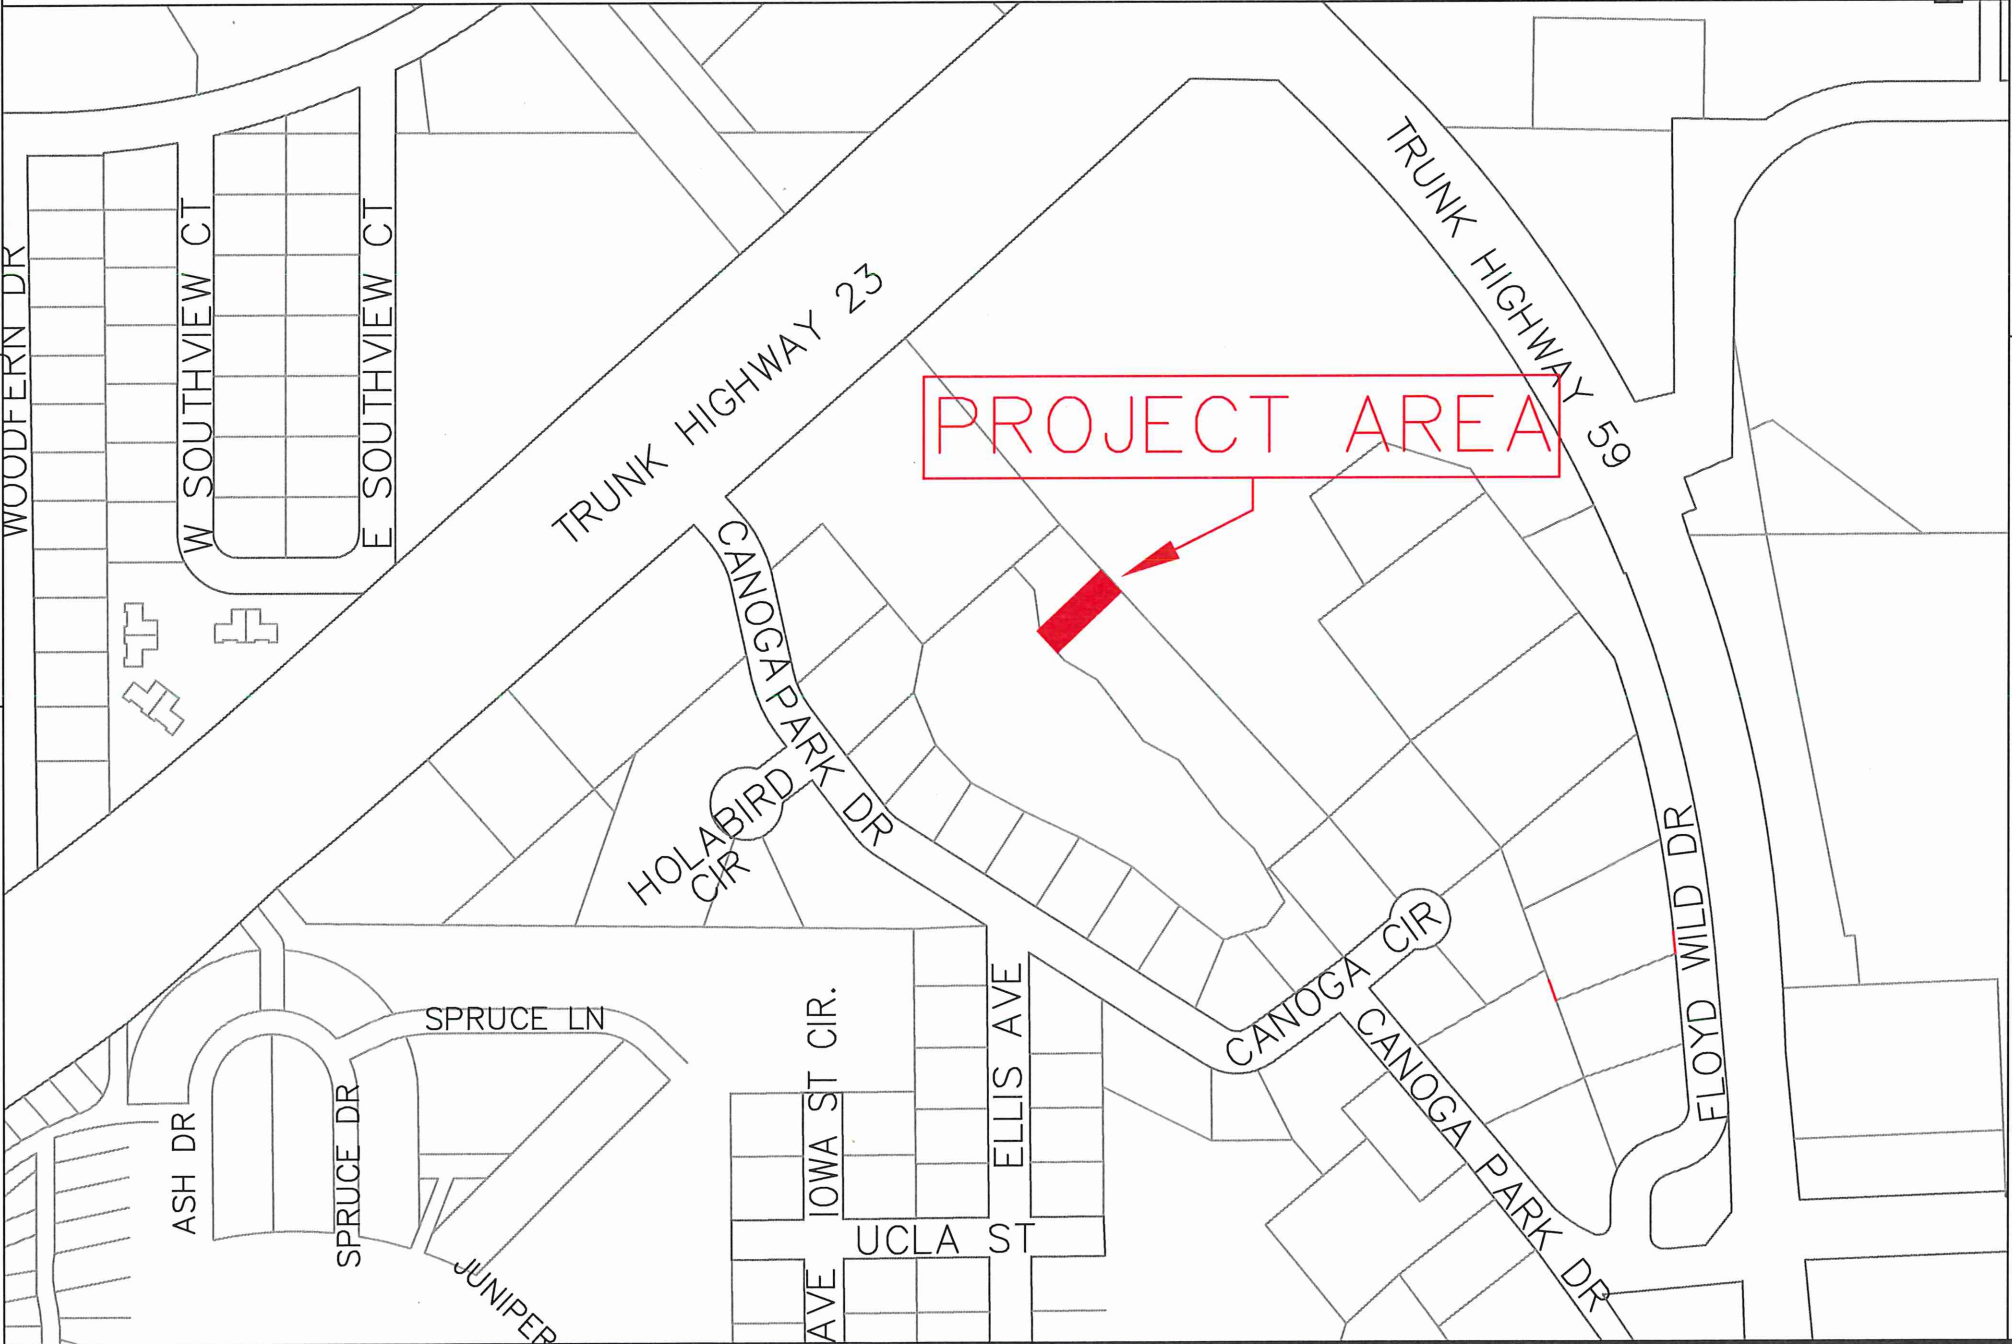 TRUNK HIGHWAY 59
WOODFERN DR
W SOUTHVIEW CT
E SOUTHVIEW CT
TRUNK HIGHWAY 23
PROJECT AREA
CANOGA PARK DR
HOLABIRD
CIR
FLOYD WILD DR
CANOGA CIR
SPRUCE LN
IOWA ST CIR.
ELLIS AVE
CANOGA PARK DR
ASH DR
SPRUCE DR
UCLA ST
JUNIPER
AVE